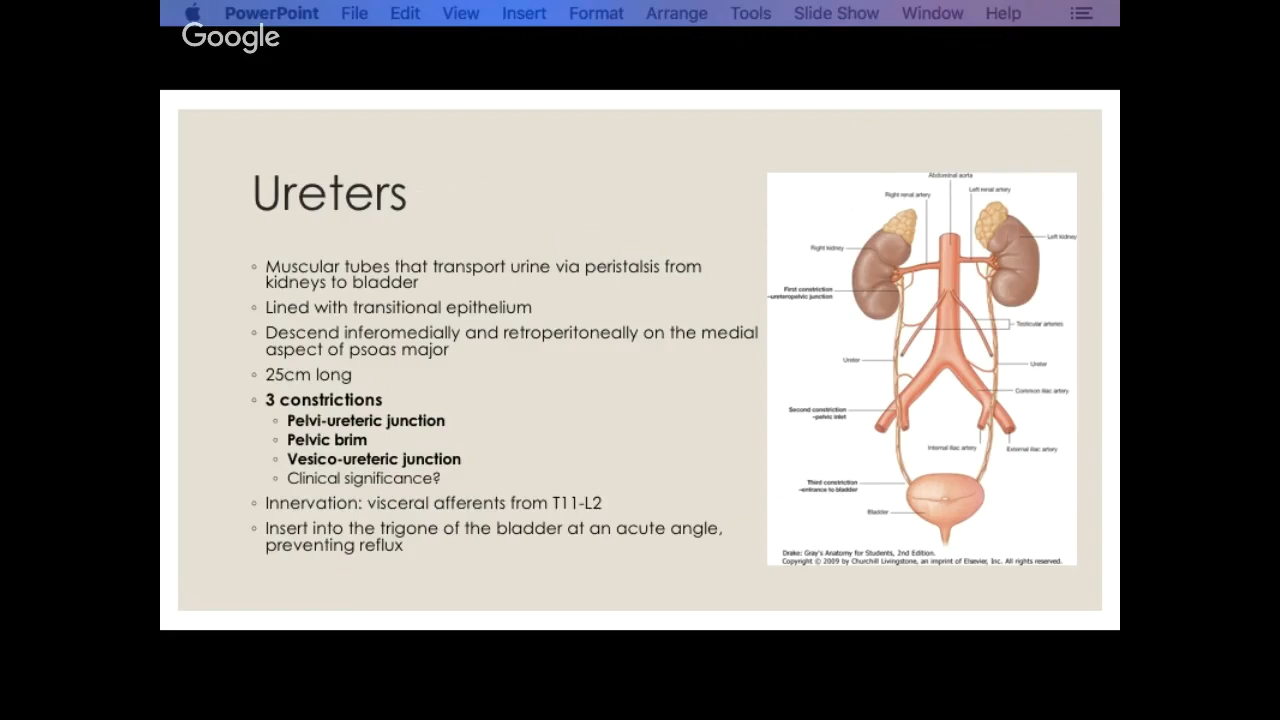 PowerPoint File Edit View Insert Format Arrange Tools Slide Show Window Help
Google
Ureters
Muscular tubes that transport urine via peristalsis from
kidneys to bladder
Lined with transitional epithelium
Descend inferomedially and retroperitoneally on the medial
aspect of psoas major
25cm long
3 constrictions
Pelvi-ureteric junction
Pelvic brim
Vesico-ureteric junction
Clinical significance?
Innervation: visceral afferents from T11-L2
Insert into the trigone of the bladder at an acute angle,
preventing reflux
Abdominal aorta
Right renal artery
Left renal artery
Right kidney
Left kidney
First constriction
–ureteropelvic junction
Testicular arteries
Ureter
Ureter
Common iliac artery
Second constriction
–pelvic inlet
Internal iliac artery
External iliac artery
Third constriction
–entrance to bladder
Bladder
Drake: Gray's Anatomy for Students, 2nd Edition.
Copyright © 2009 by Churchill Livingstone, an imprint of Elsevier, Inc. All rights reserved.